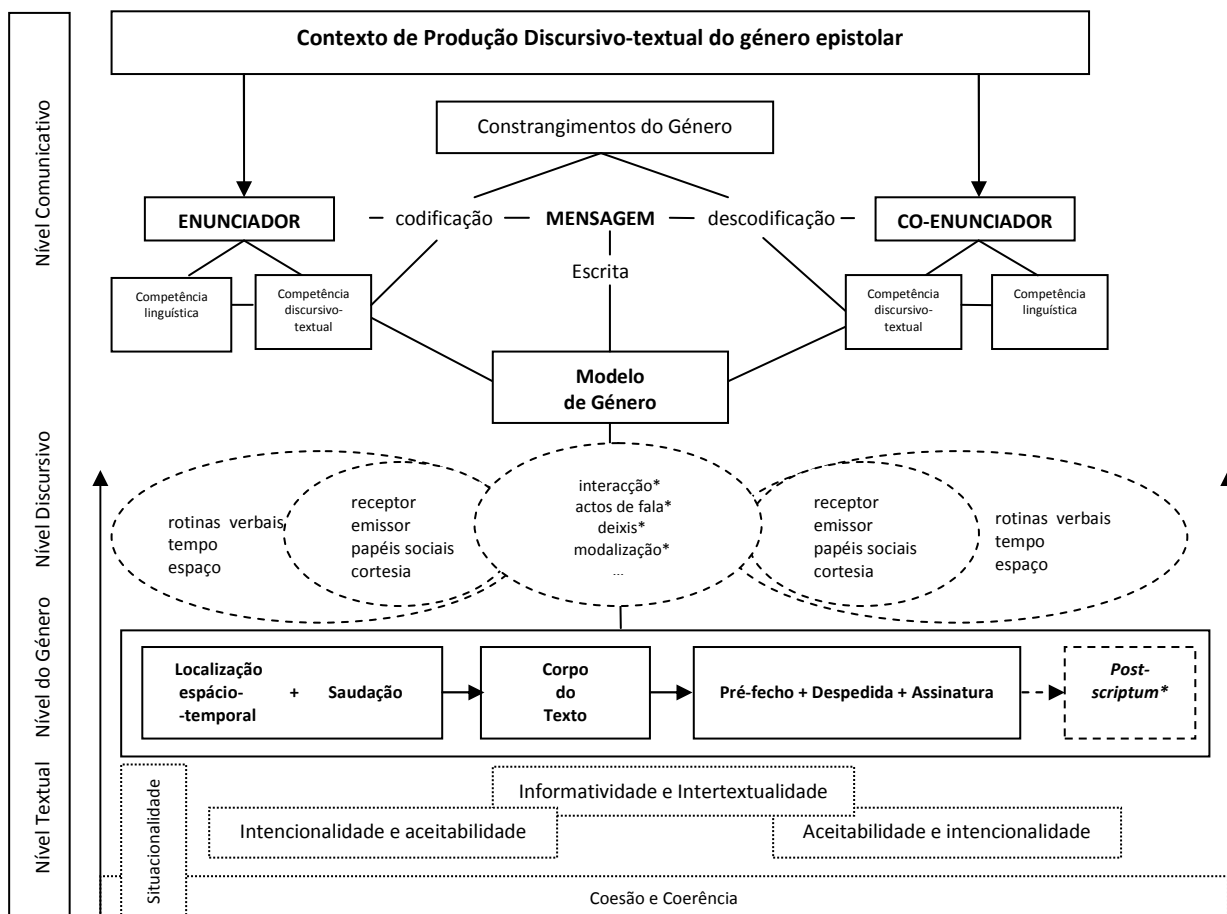 Contexto de Produção Discursivo-textual do género epistolar
Nível Comunicativo
Constrangimentos do Género
ENUNCIADOR
codificação
MENSAGEM
descodificação
CO-ENUNCIADOR
Escrita
Competência
linguística
Competência
discursivo-
textual
Competência
discursivo-
textual
Competência
linguística
Modelo
de Género
Nível Discursivo
rotinas verbais
tempo
espaço
receptor
emissor
papéis sociais
cortesia
interacção*
actos de fala*
deixis*
modalização*
...
receptor
emissor
papéis sociais
cortesia
rotinas verbais
tempo
espaço
Nível do Género
Localização
espácio-
-temporal
+
Saudação
Corpo
do
Texto
Pré-fecho + Despedida + Assinatura
Post-
scriptum*
Nível Textual
Situacionalidade
Informatividade e Intertextualidade
Intencionalidade e aceitabilidade
Aceitabilidade e intencionalidade
Coesão e Coerência